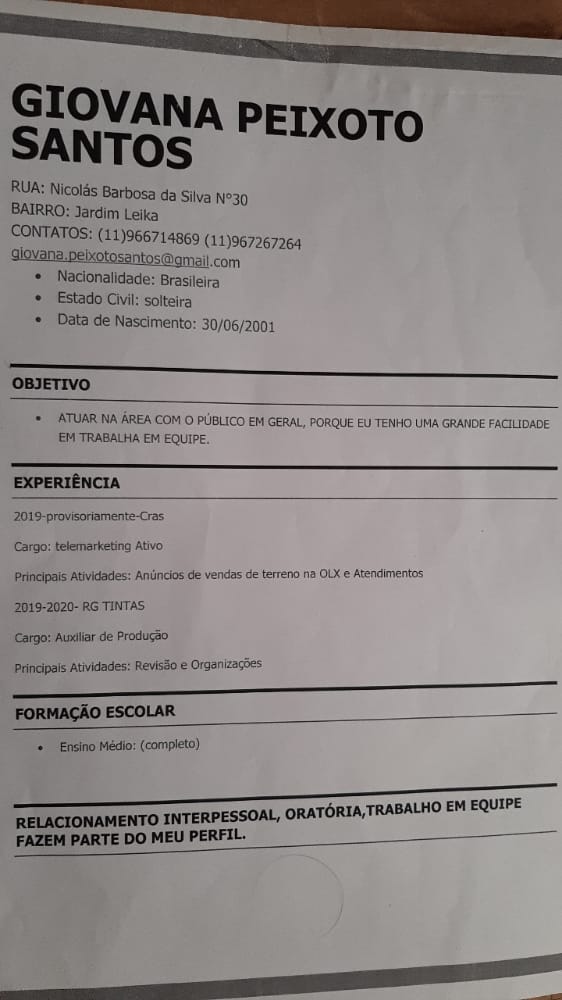 GIOVANA PEIXOTO
SANTOS
RUA: Nicolás Barbosa da Silva N°30
BAIRRO: Jardim Leika
CONTATOS: (11)966714869 (11)967267264
giovana.peixotosantos@gmail.com
• Nacionalidade: Brasileira
• Estado Civil: solteira
• Data de Nascimento: 30/06/2001
OBJETIVO
• ATUAR NA ÁREA COM O PÚBLICO EM GERAL, PORQUE EU TENHO UMA GRANDE FACILIDADE
EM TRABALHA EM EQUIPE.
EXPERIÊNCIA
2019-provisoriamente-Cras
Cargo: telemarketing Ativo
Principais Atividades: Anúncios de vendas de terreno na OLX e Atendimentos
2019-2020- RG TINTAS
Cargo: Auxiliar de Produção
Principais Atividades: Revisão e Organizações
FORMAÇÃO ESCOLAR
• Ensino Médio: (completo)
RELACIONAMENTO INTERPESSOAL, ORATÓRIA,TRABALHO EM EQUIPE
FAZEM PARTE DO MEU PERFIL.